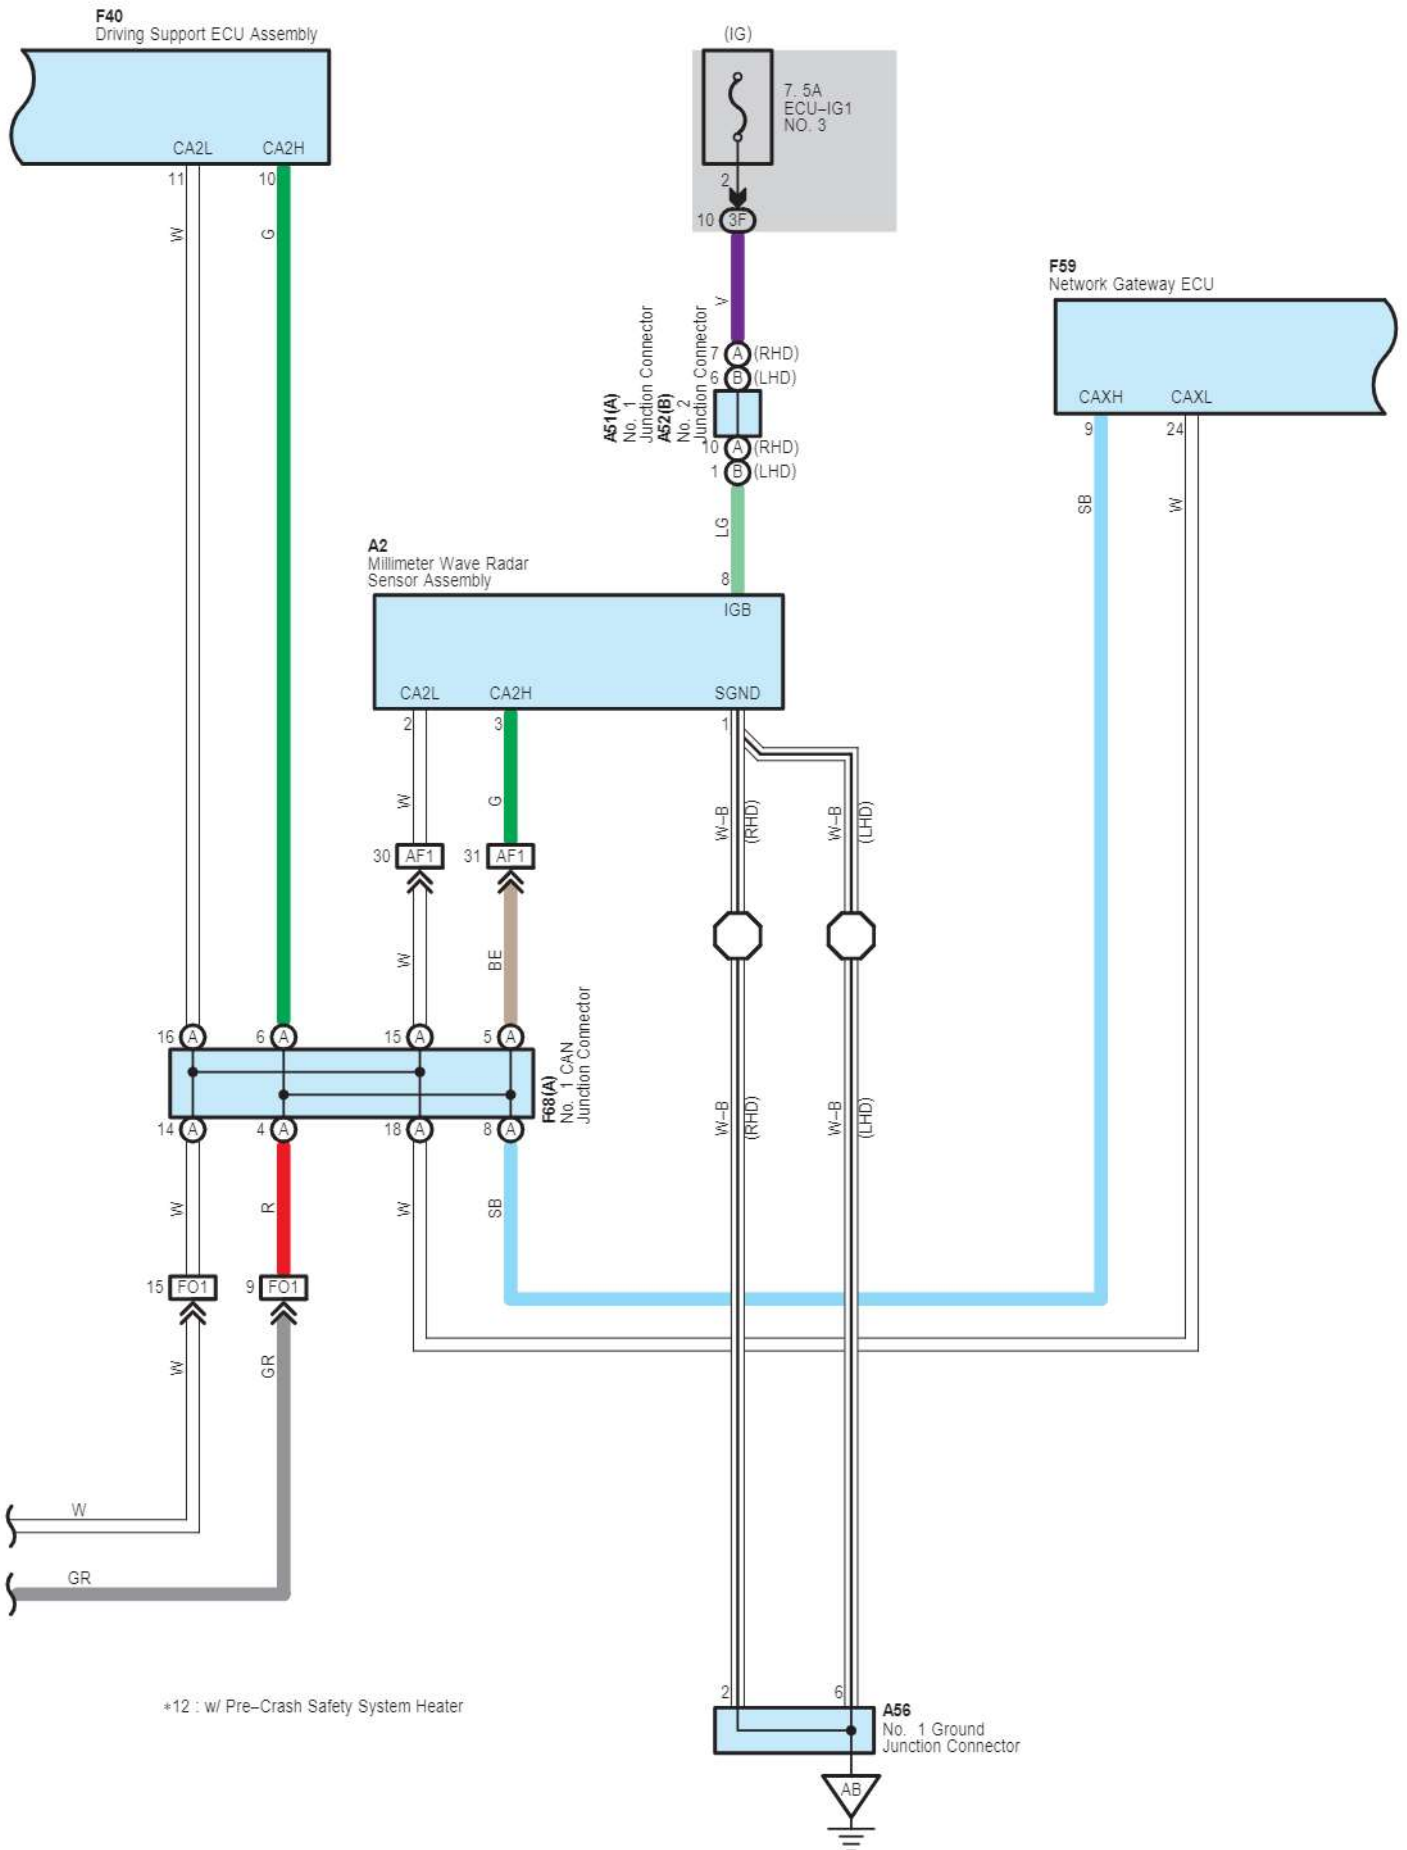 F40
Driving Support ECU Assembly
CA2L
CA2H
11
10
W
G
(IG)
7. 5A
ECU–IG1
NO. 3
2
10
3F
V
A51(A)
No. 1
Junction Connector
A52(B)
No. 2
Junction Connector
7
A
(RHD)
6
B
(LHD)
10
A
(RHD)
1
B
(LHD)
LG
8
F59
Network Gateway ECU
CAXH
CAXL
9
24
SB
W
A2
Millimeter Wave Radar
Sensor Assembly
IGB
CA2L
CA2H
SGND
2
3
1
W
G
W–B
(RHD)
W–B
(LHD)
30
AF1
31
AF1
W
BE
16
A
6
A
15
A
5
A
F68(A)
No. 1 CAN
Junction Connector
14
A
4
A
18
A
8
A
W–B
(RHD)
W–B
(LHD)
W
R
W
SB
15
FO1
9
FO1
W
GR
W
GR
∗12 : w/ Pre–Crash Safety System Heater
2
6
A56
No. 1 Ground
Junction Connector
AB